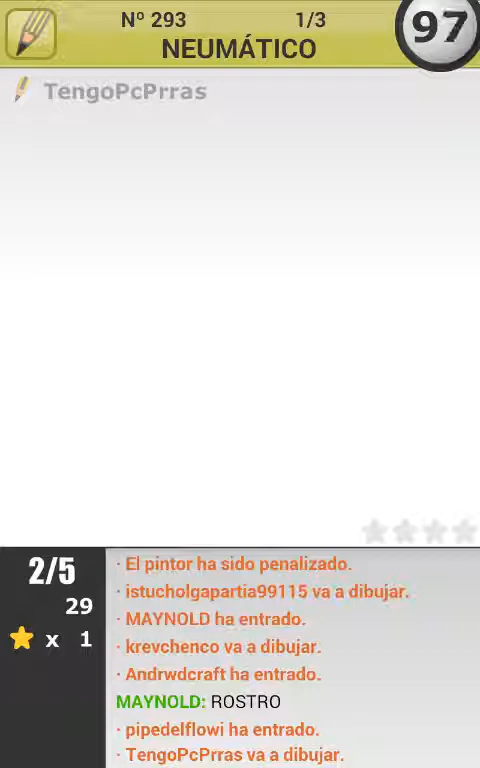 Nº 293 1/3
97
NEUMÁTICO
TengoPcPrras
2/5
29
x 1
· El pintor ha sido penalizado.
· istucholgapartia99115 va a dibujar.
· MAYNOLD ha entrado.
· krevchenco va a dibujar.
· Andrwdcraft ha entrado.
MAYNOLD: ROSTRO
· pipedelflowi ha entrado.
· TengoPcPrras va a dibujar.